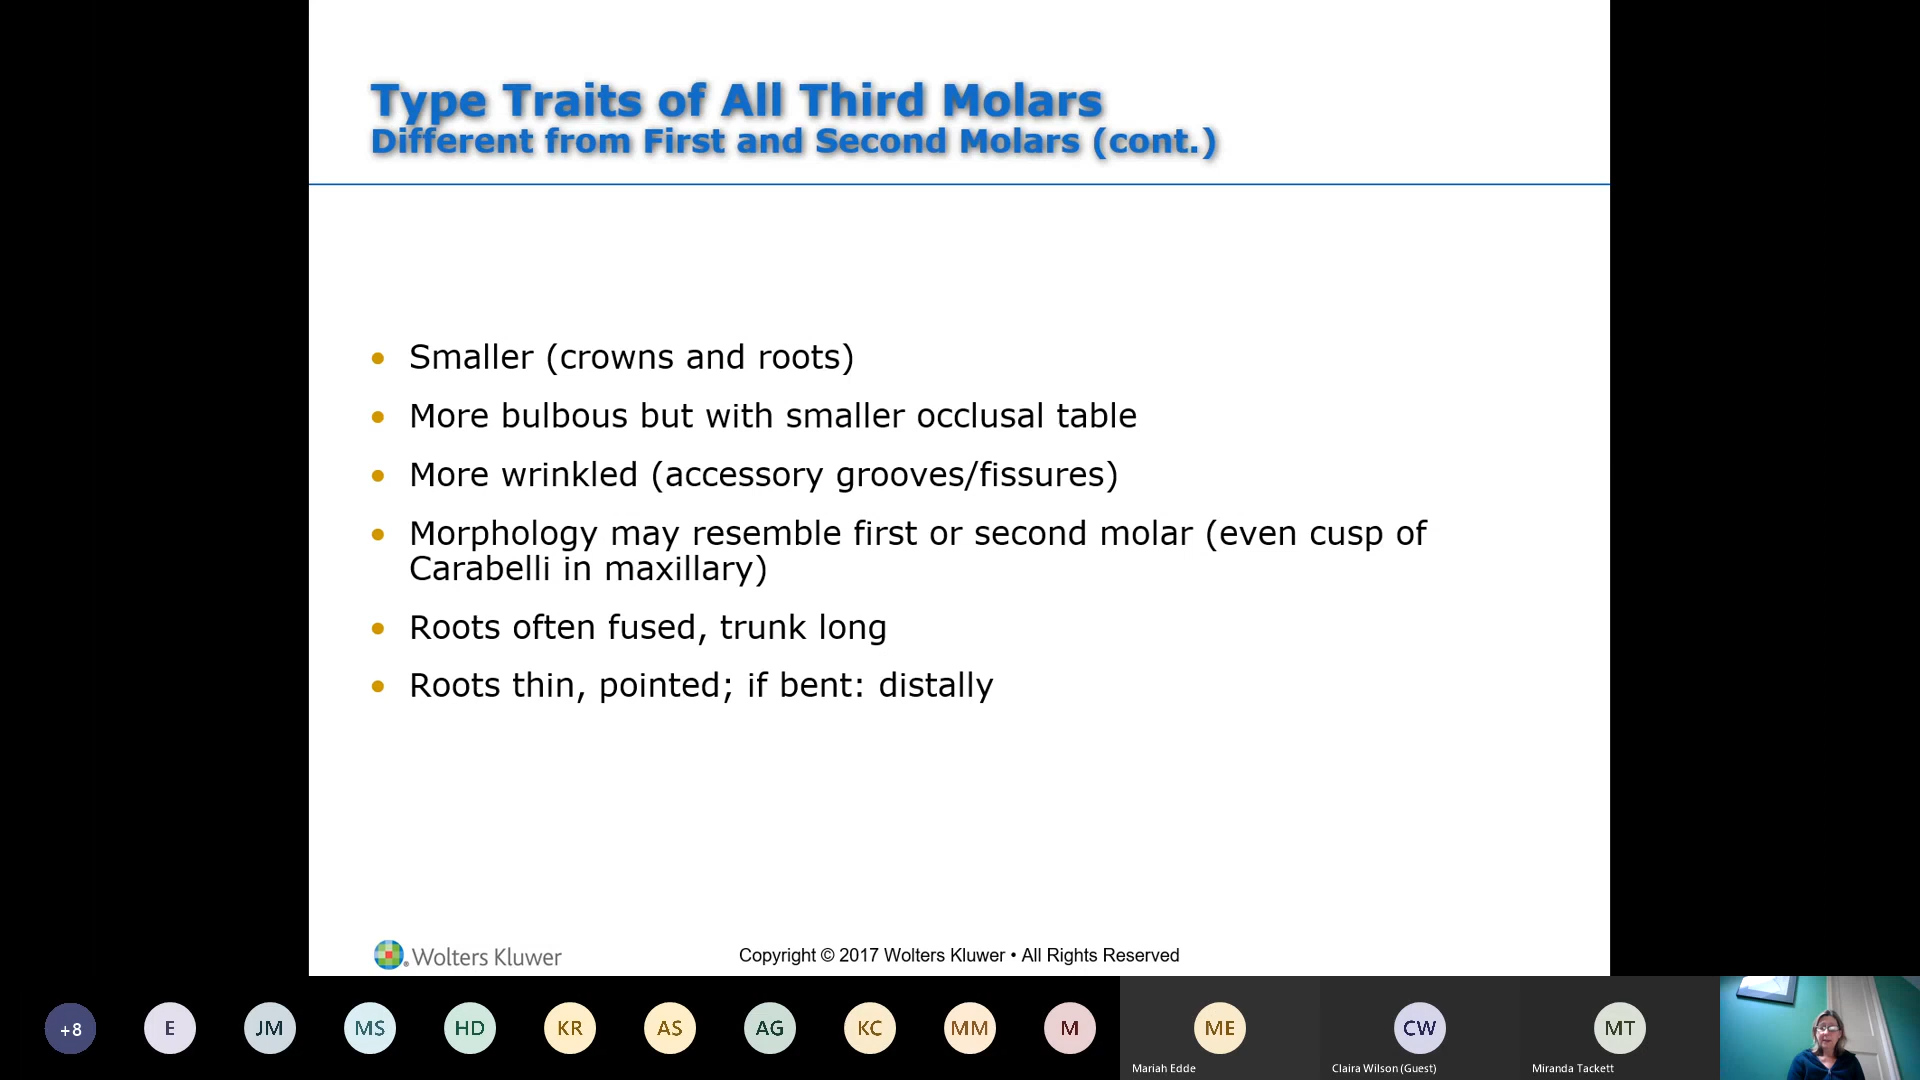 Type Traits of All Third Molars
Different from First and Second Molars (cont.)
• Smaller (crowns and roots)
• More bulbous but with smaller occlusal table
• More wrinkled (accessory grooves/fissures)
• Morphology may resemble first or second molar (even cusp of
Carabelli in maxillary)
• Roots often fused, trunk long
• Roots thin, pointed; if bent: distally
Wolters Kluwer
Copyright © 2017 Wolters Kluwer • All Rights Reserved
+8
E
JM
MS
HD
KR
AS
AG
KC
MM
M
ME
CW
MT
Mariah Edde
Claira Wilson (Guest)
Miranda Tackett